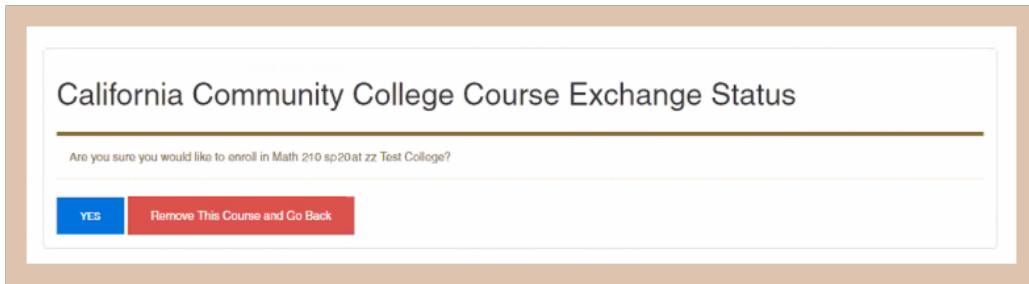 California Community College Course Exchange Status
Are you sure you would like to enroll in Math 210 sp20at zz Test College?
YES
Remove This Course and Go Back